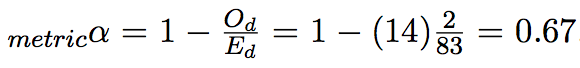 metricα = 1 − O_d/E_d = 1 − (14) 2/83 = 0.67